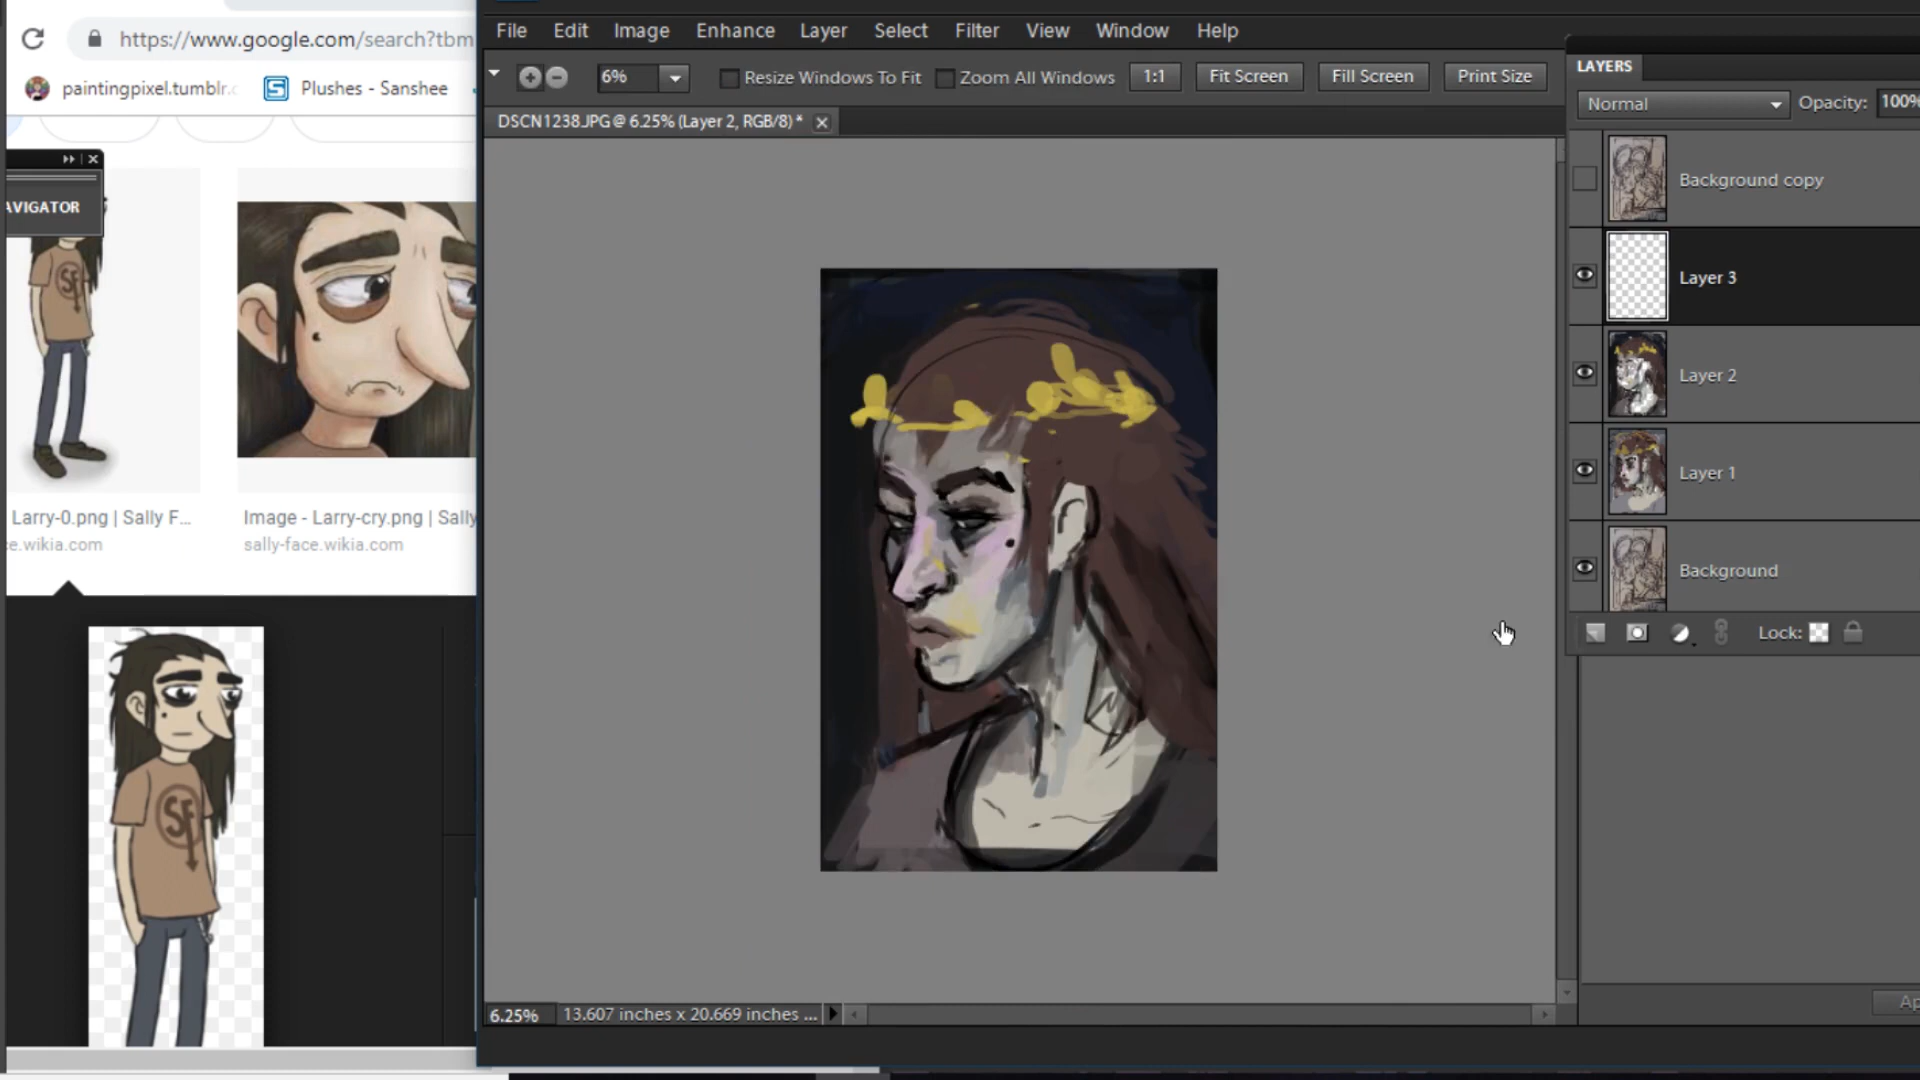 https://www.google.com/search?tbm
paintingpixel.tumblr.c
Plushes - Sanshee
AVIGATOR
Larry-0.png | Sally F...
e.wikia.com
Image - Larry-cry.png | Sally
sally-face.wikia.com
SF
SF
File Edit Image Enhance Layer Select Filter View Window Help
6% Resize Windows To Fit Zoom All Windows 1:1 Fit Screen Fill Screen Print Size
DSCN1238.JPG @ 6.25% (Layer 2, RGB/8) *
6.25% 13.607 inches x 20.669 inches ...
LAYERS
Normal Opacity: 100%
Background copy
Layer 3
Layer 2
Layer 1
Background
Lock:
Ap